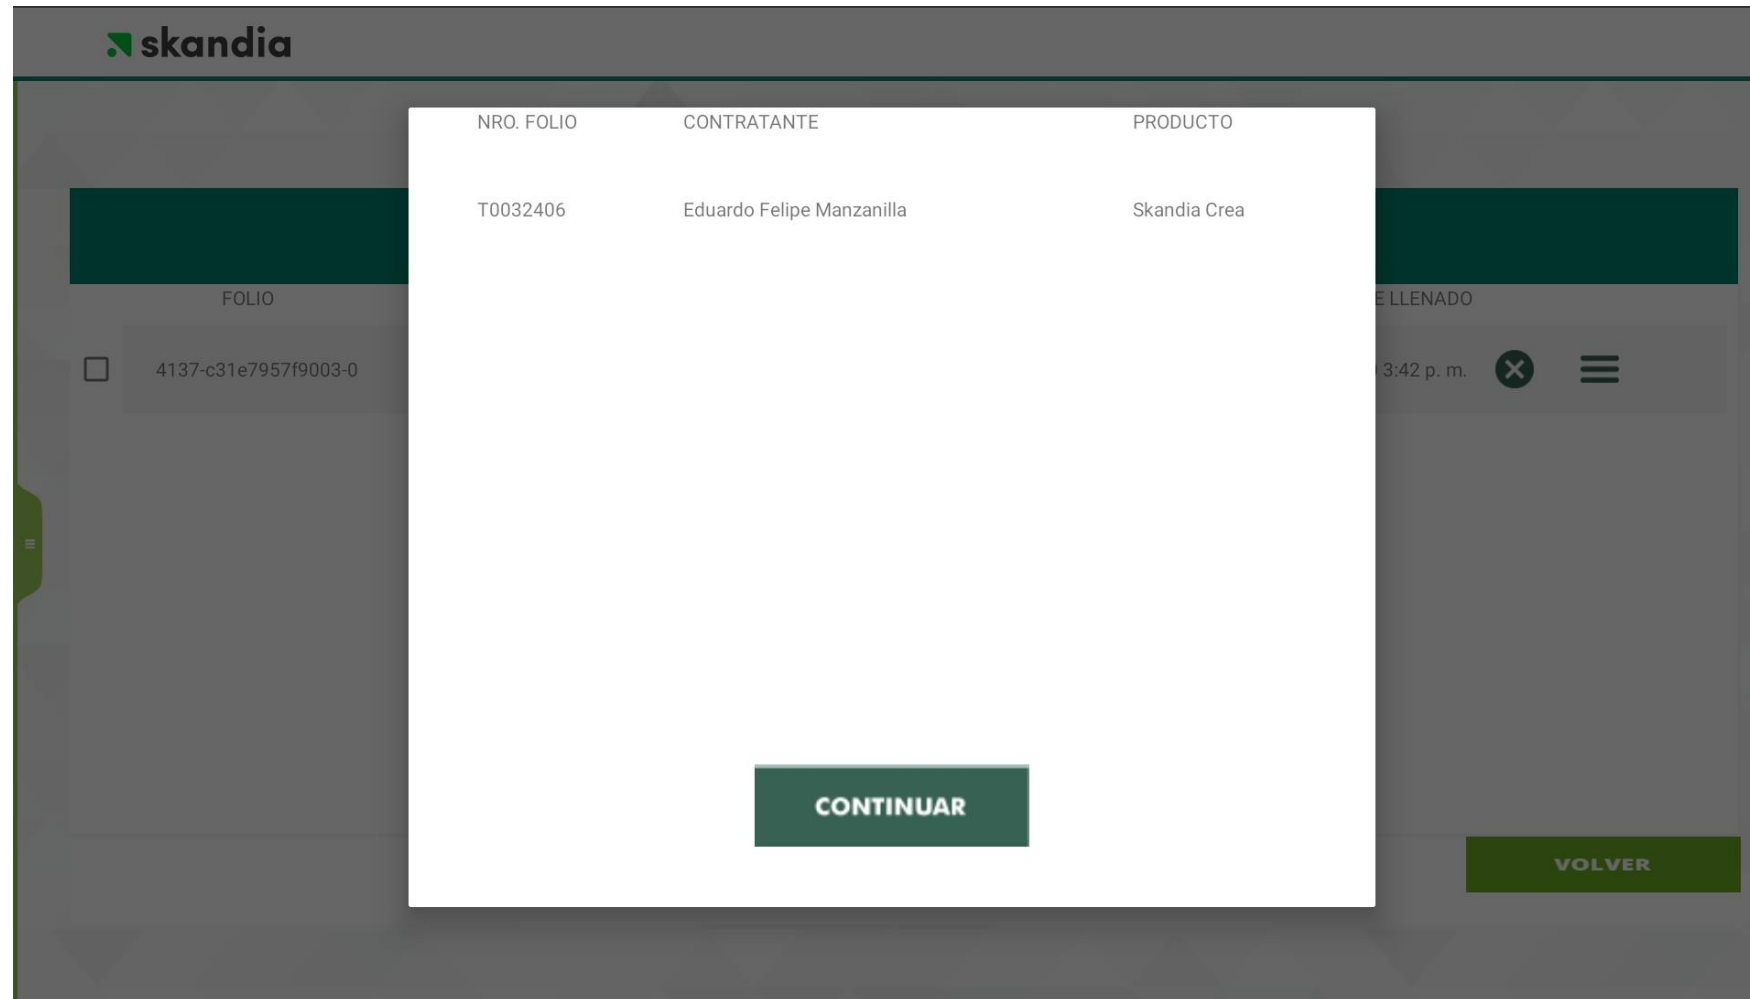 skandia
NRO. FOLIO CONTRATANTE PRODUCTO
T0032406 Eduardo Felipe Manzanilla Skandia Crea
FOLIO E LLENADO
4137-c31e7957f9003-0 3:42 p. m.
CONTINUAR
VOLVER